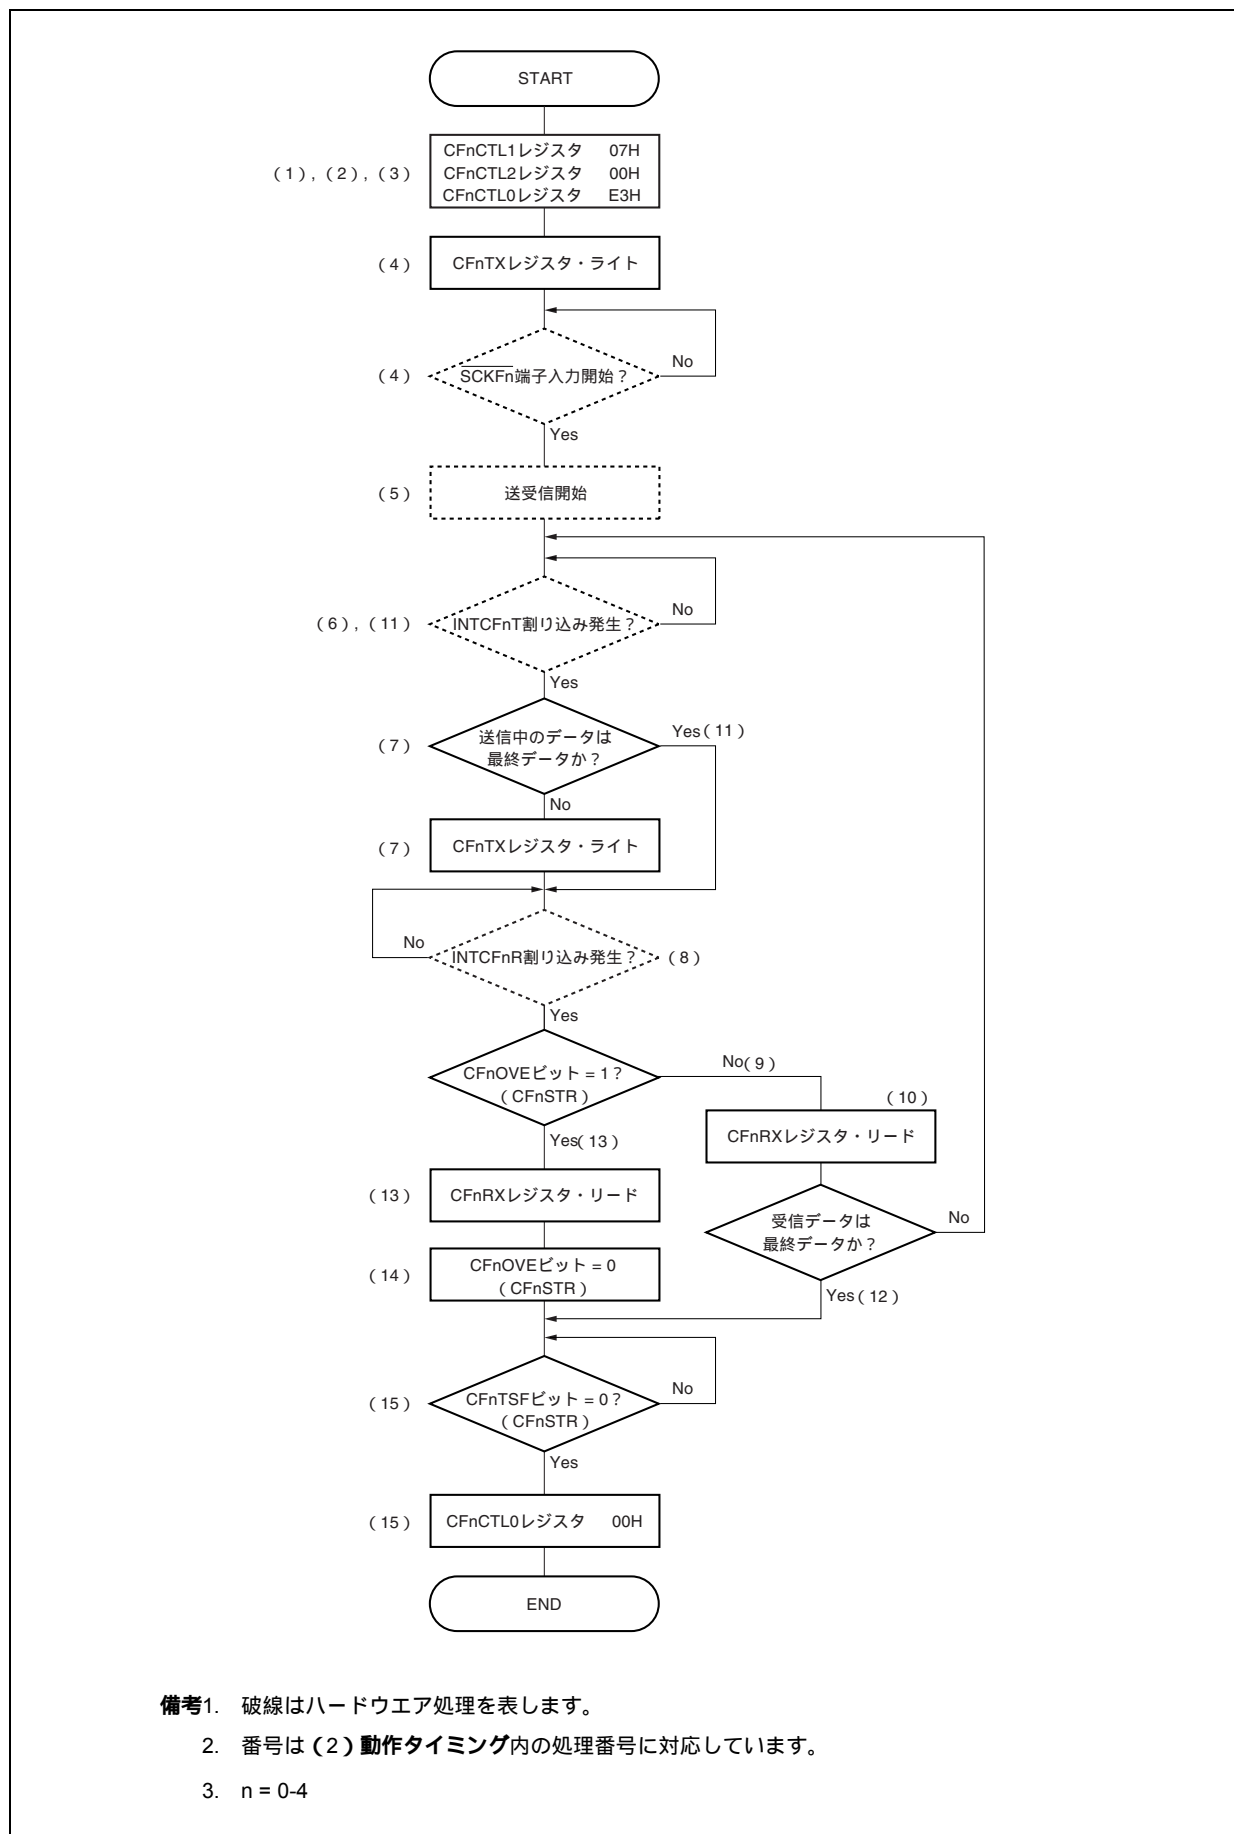 START
CFnCTL1レジスタ 07H
(1), (2), (3) CFnCTL2レジスタ 00H
CFnCTL0レジスタ E3H
(4) CFnTXレジスタ・ライト
(4) SCKFn端子入力開始？ No
Yes
(5) 送受信開始
(6), (11) INTCFnT割り込み発生？ No
Yes
(7) 送信中のデータは
最終データか？ Yes(11)
No
(7) CFnTXレジスタ・ライト
No INTCFnR割り込み発生？ (8)
Yes
CFnOVEビット = 1？
(CFnSTR)
No(9)
(10)
CFnRXレジスタ・リード
Yes(13)
(13) CFnRXレジスタ・リード
受信データは
最終データか？ No
(14) CFnOVEビット = 0
(CFnSTR)
Yes(12)
(15) CFnTSFビット = 0？
(CFnSTR) No
Yes
(15) CFnCTL0レジスタ 00H
END
備考1. 破線はハードウエア処理を表します。
2. 番号は(2)動作タイミング内の処理番号に対応しています。
3. n = 0-4